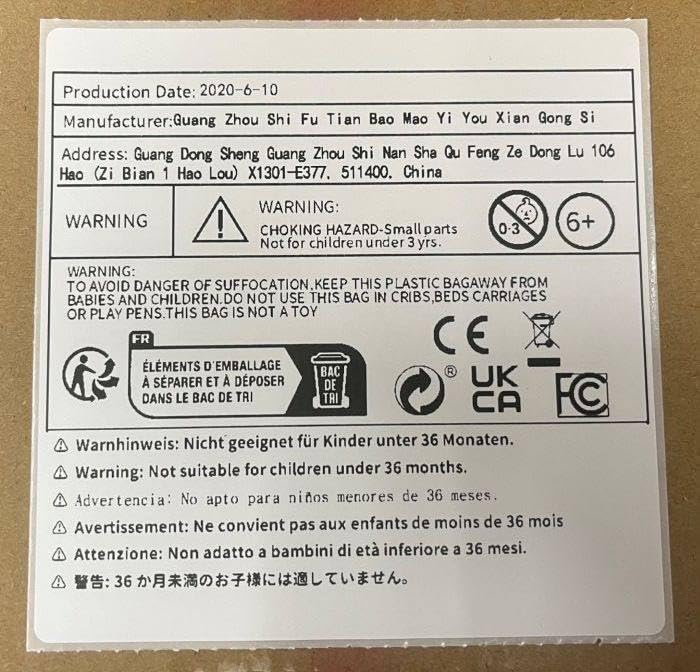 Production Date: 2020-6-10
Manufacturer:Guang Zhou Shi Fu Tian Bao Mao Yi You Xian Gong Si
Address: Guang Dong Sheng Guang Zhou Shi Nan Sha Qu Feng Ze Dong Lu 106
Hao (Zi Bian 1 Hao Lou) X1301-E377, 511400, China
WARNING
WARNING:
CHOKING HAZARD-Small parts
Not for children under 3 yrs.
0-3
6+
WARNING:
TO AVOID DANGER OF SUFFOCATION,KEEP THIS PLASTIC BAGAWAY FROM
BABIES AND CHILDREN.DO NOT USE THIS BAG IN CRIBS,BEDS CARRIAGES
OR PLAY PENS.THIS BAG IS NOT A TOY
FR
ÉLÉMENTS D'EMBALLAGE
À SÉPARER ET À DÉPOSER
DANS LE BAC DE TRI
BAC
DE
TRI
CE
®
UK
CA
FC
⚠ Warnhinweis: Nicht geeignet für Kinder unter 36 Monaten.
⚠ Warning: Not suitable for children under 36 months.
⚠ Advertencia: No apto para niños menores de 36 meses.
⚠ Avertissement: Ne convient pas aux enfants de moins de 36 mois
⚠ Attenzione: Non adatto a bambini di età inferiore a 36 mesi.
⚠ 警告: 36 か月未満のお子様には適していません。